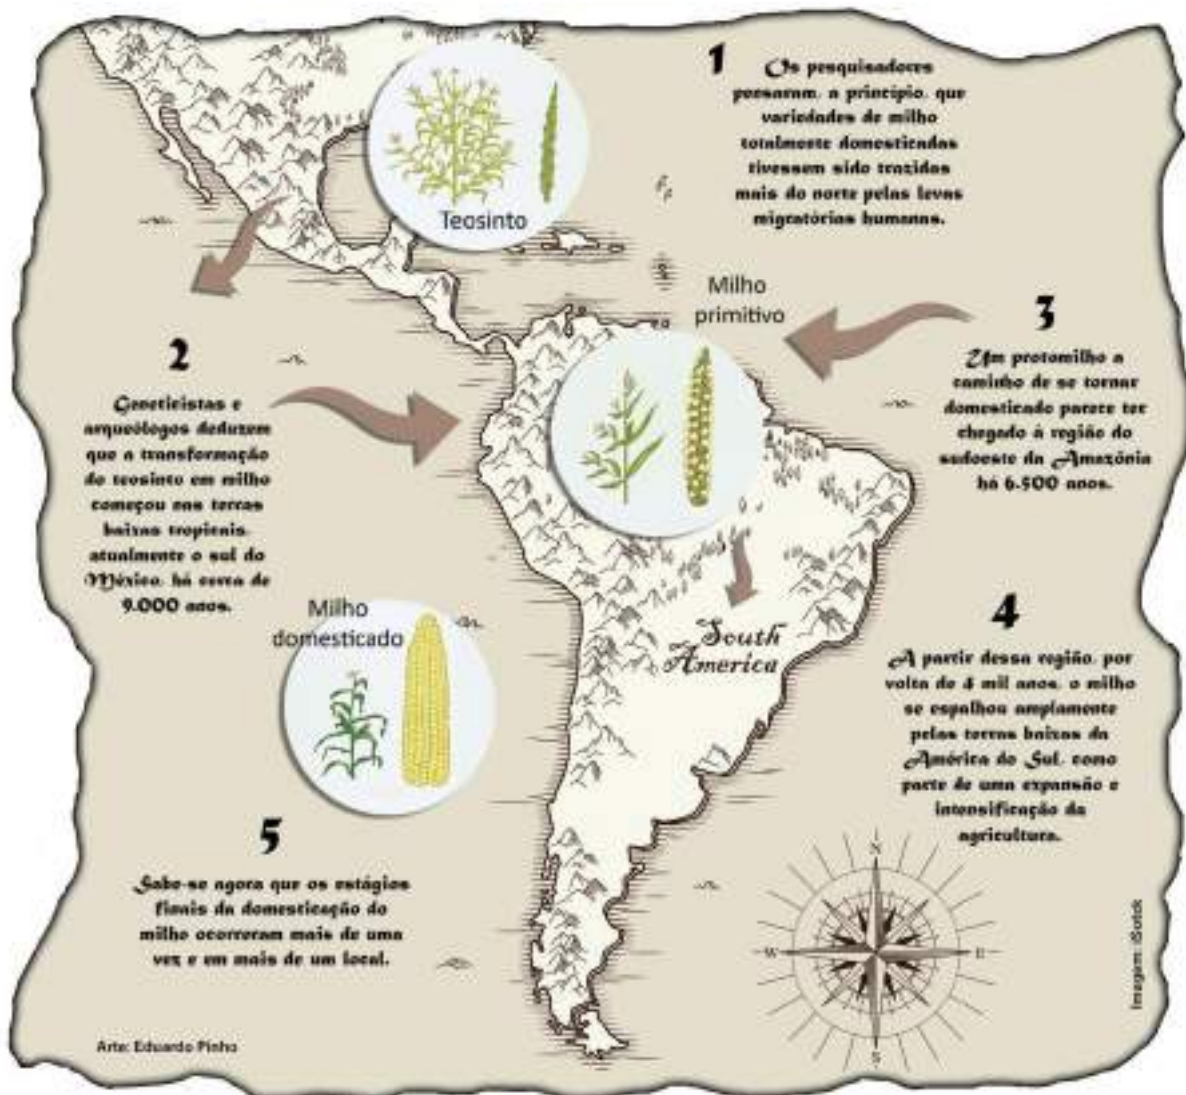 1
Os pesquisadores
pensaram, a princípio, que
variedades de milho
totalmente domesticadas
tivessem sido trazidas
mais do norte pelas levas
migratórias humanas.
Teosinto
Milho
primitivo
2
Geneticistas e
arqueólogos deduzem
que a transformação
do teosinto em milho
começou nas terras
baixas tropicais,
atualmente o sul do
México, há cerca de
9.000 anos.
3
Um protomilho a
caminho de se tornar
domesticado parece ter
chegado à região do
sudoeste da Amazônia
há 6.500 anos.
South
America
4
A partir dessa região, por
volta de 4 mil anos, o milho
se espalhou amplamente
pelas terras baixas da
América do Sul, como
parte de uma expansão e
intensificação da
agricultura.
Milho
domesticado
5
Sabe-se agora que os estágios
finais da domesticação do
milho ocorreram mais de uma
vez e em mais de um local.
N
W
E
S
Arte: Eduardo Pinho
Imagem: iSotck